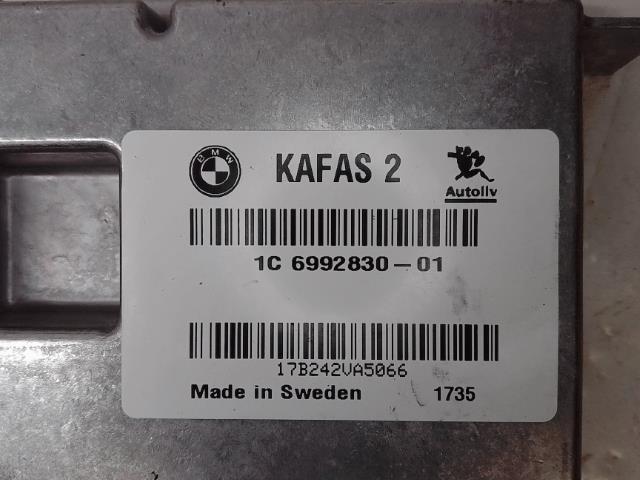 BMW
KAFAS 2
Autoliv
1C 6992830-01
17B242VA5066
Made in Sweden 1735